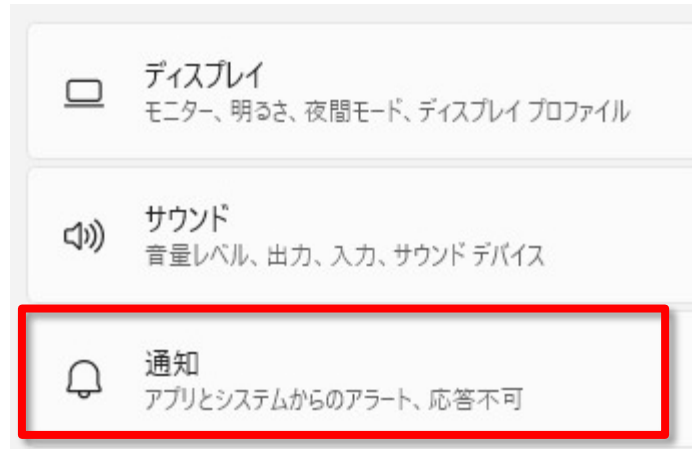 ディスプレイ
モニター、明るさ、夜間モード、ディスプレイ プロファイル
サウンド
音量レベル、出力、入力、サウンド デバイス
通知
アプリとシステムからのアラート、応答不可